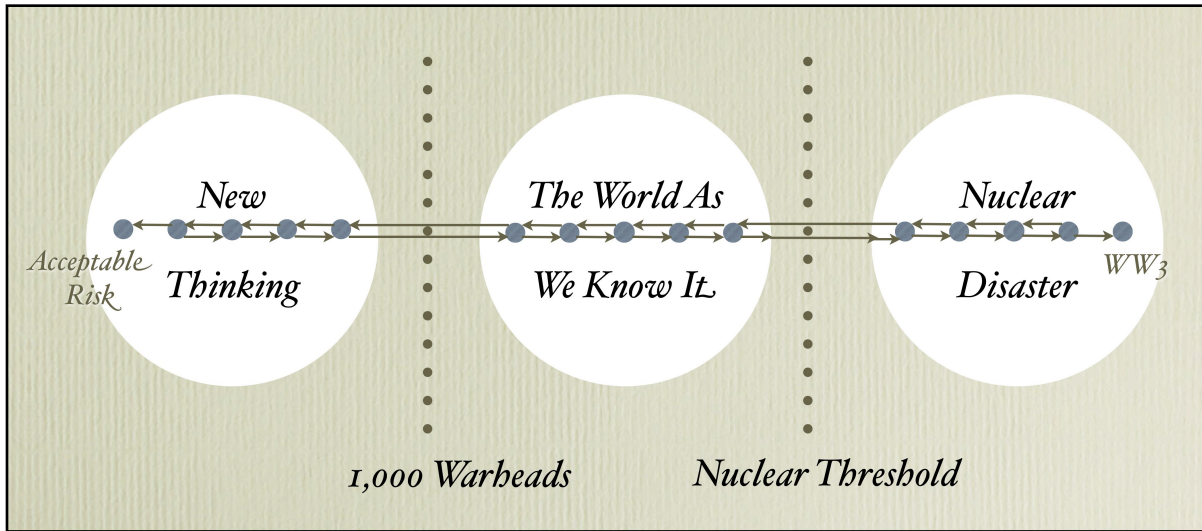 New
Thinking
Acceptable
Risk
The World As
We Know It
Nuclear
Disaster
WW3
1,000 Warheads
Nuclear Threshold